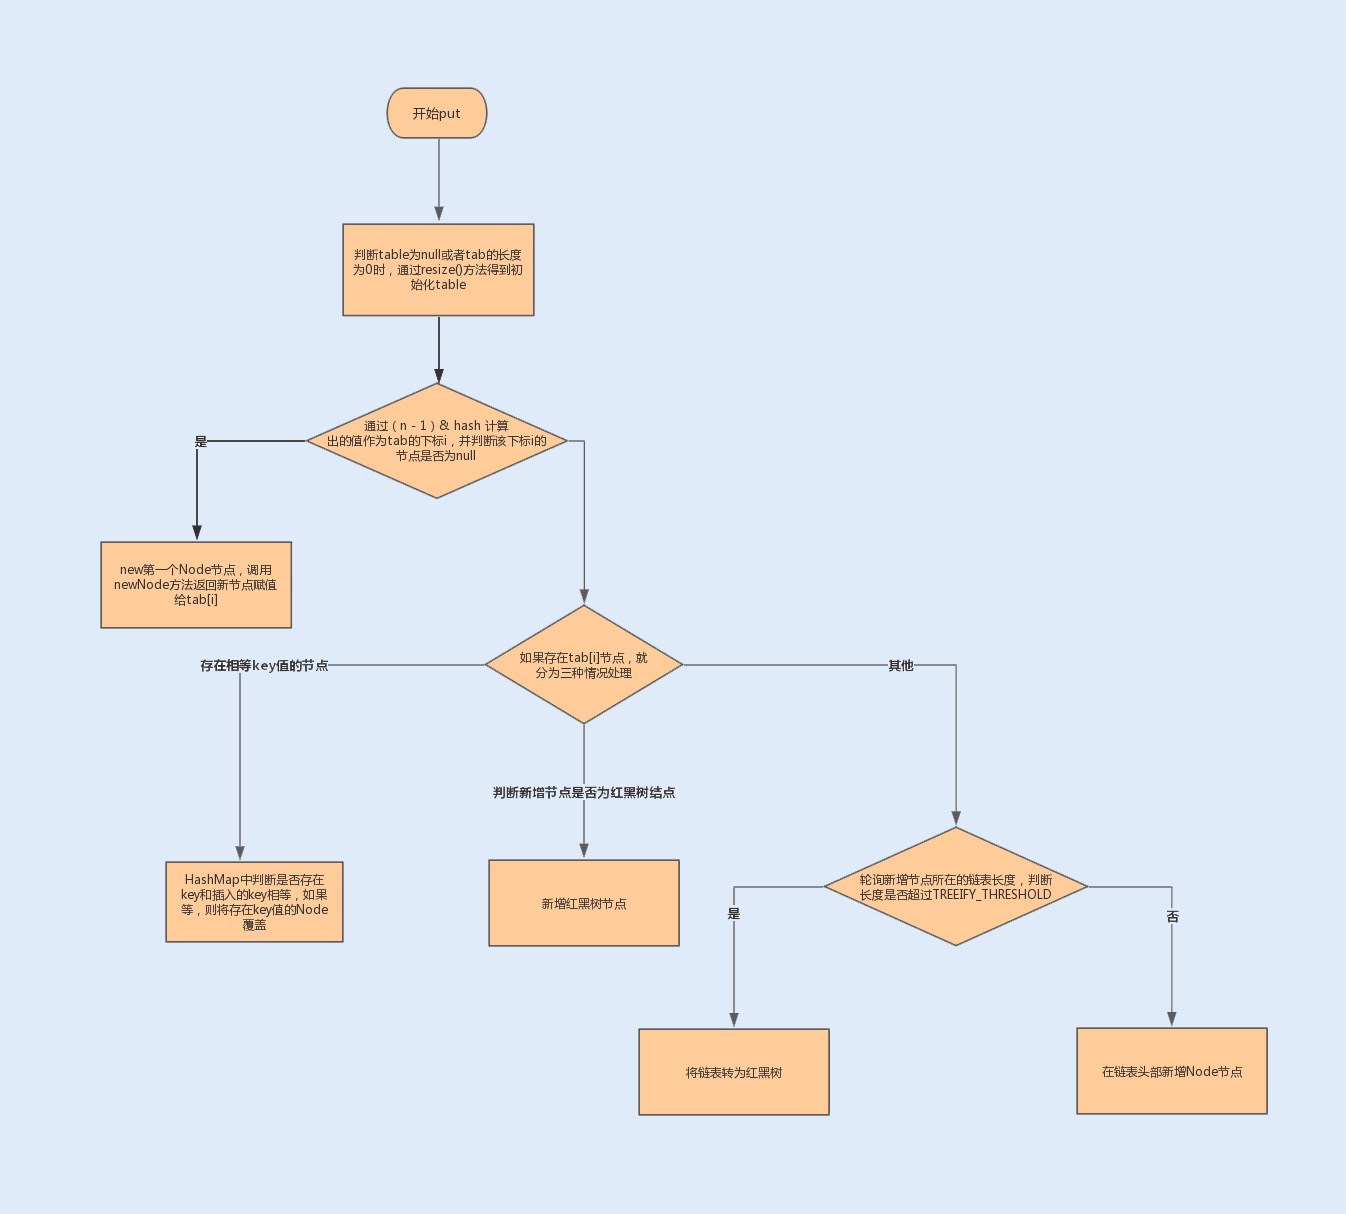 开始put
判断table为null或者tab的长度
为0时，通过resize()方法得到初
始化table
通过（n - 1）& hash 计算
出的值作为tab的下标i，并判断该下标i的
节点是否为null
是
new第一个Node节点，调用
newNode方法返回新节点赋值
给tab[i]
如果存在tab[i]节点，就
分为三种情况处理
存在相等key值的节点
其他
判断新增节点是否为红黑树结点
HashMap中判断是否存在
key和插入的key相等，如果
等，则将存在key值的Node
覆盖
新增红黑树节点
轮询新增节点所在的链表长度，判断
长度是否超过TREEIFY_THRESHOLD
是
否
将链表转为红黑树
在链表头部新增Node节点